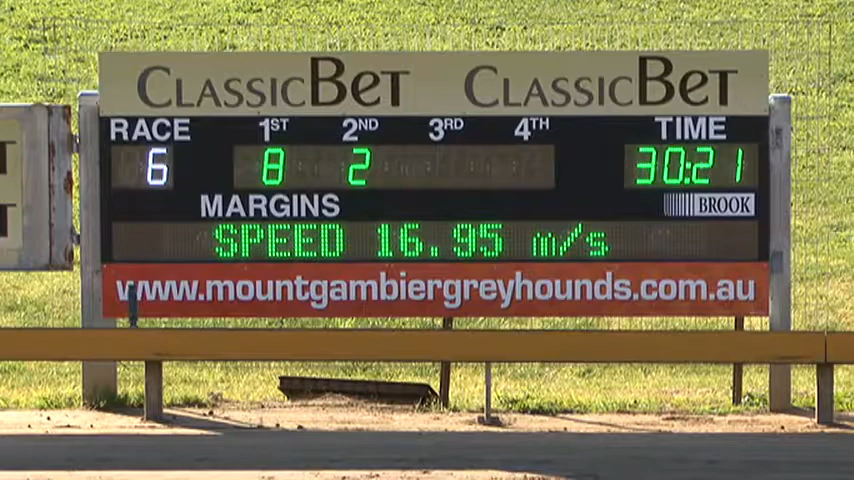 CLASSICBET CLASSICBET
RACE 1ST 2ND 3RD 4TH TIME
6 8 2 30:21
MARGINS BROOK
SPEED 16.95 m/s
www.mountgambiergreyhounds.com.au